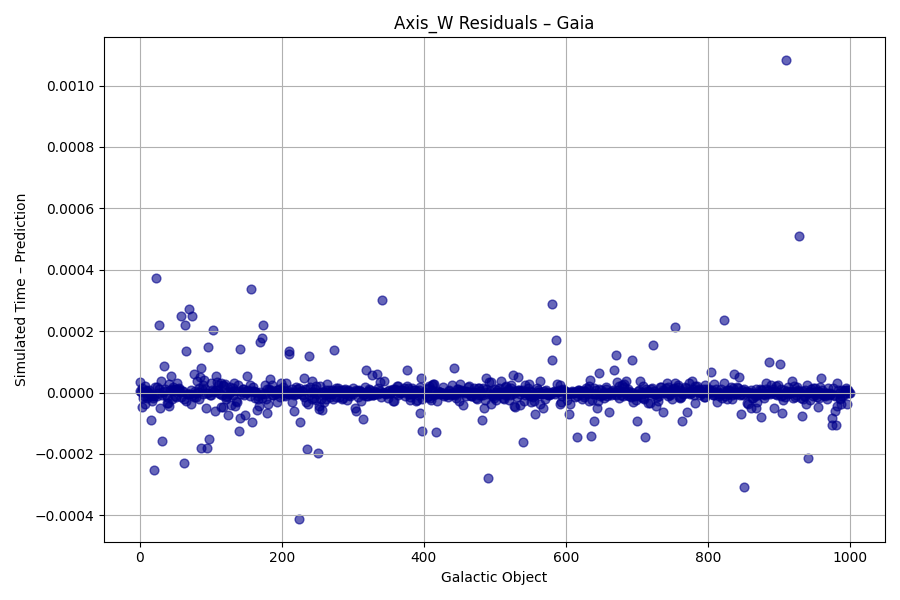 Axis_W Residuals – Gaia
Simulated Time – Prediction
0.0010
0.0008
0.0006
0.0004
0.0002
0.0000
−0.0002
−0.0004
0 200 400 600 800 1000
Galactic Object